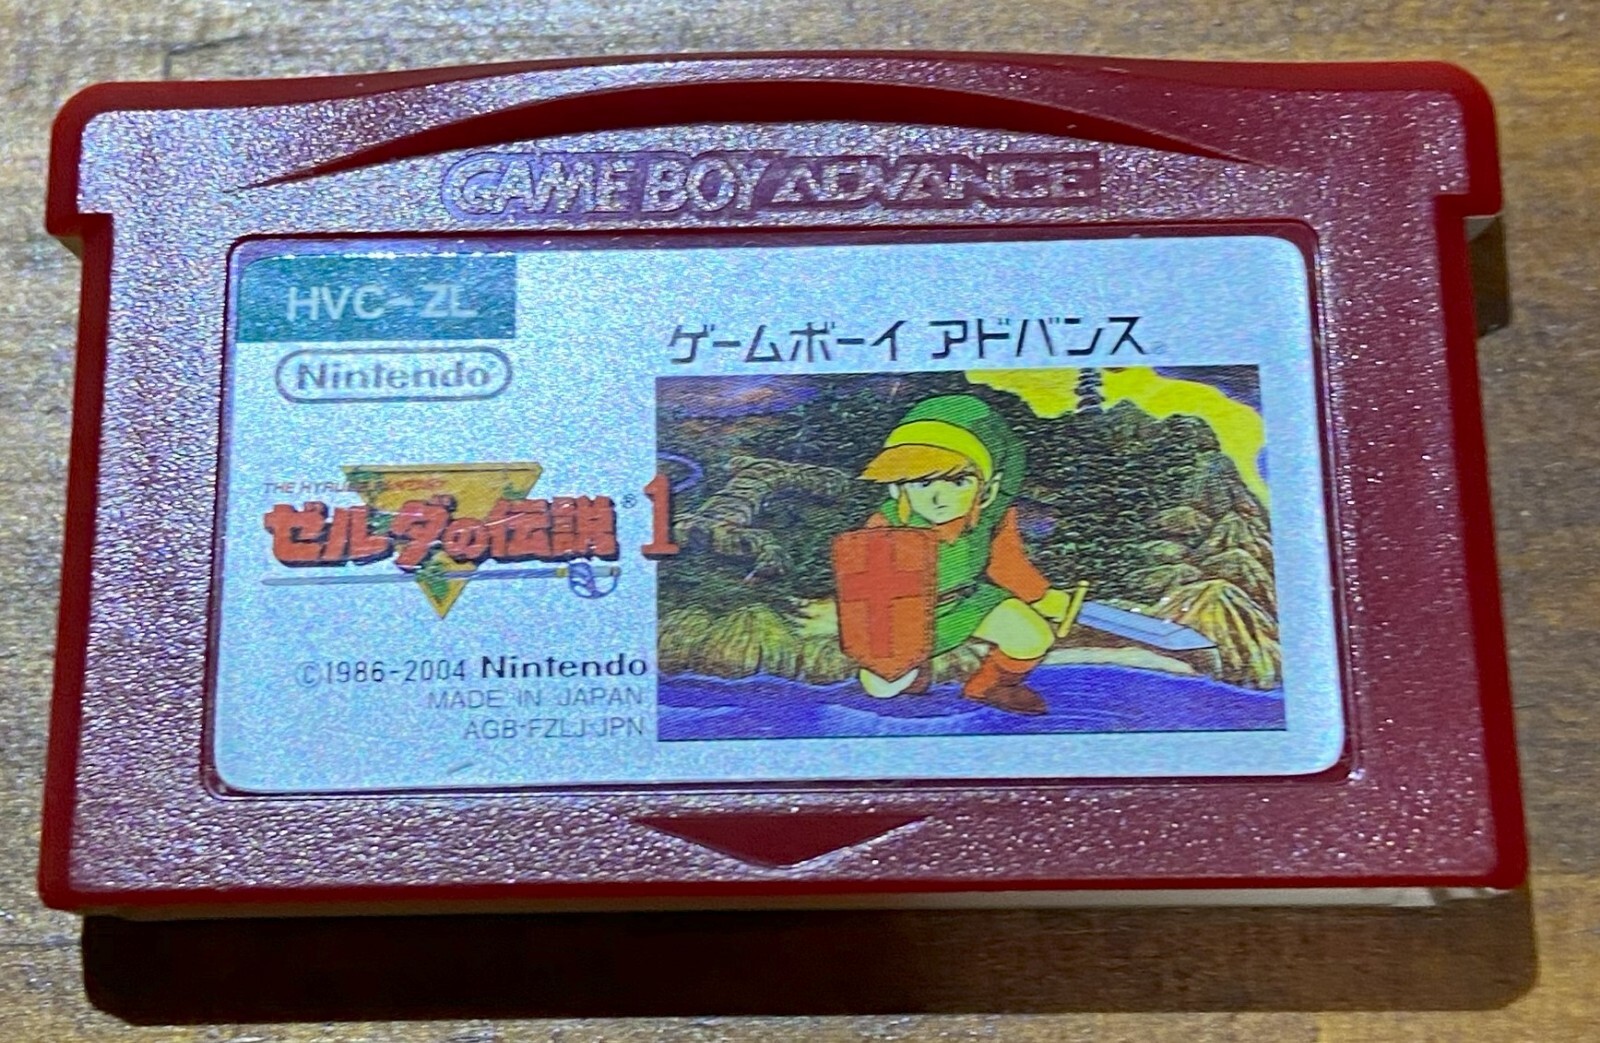 GAME BOY ADVANCE
HVC-ZL
Nintendo®
ゲームボーイ アドバンス
THE HYRULE FANTASY
ゼルダの伝説®1
©1986-2004 Nintendo
MADE IN JAPAN
AGB-FZLJ-JPN